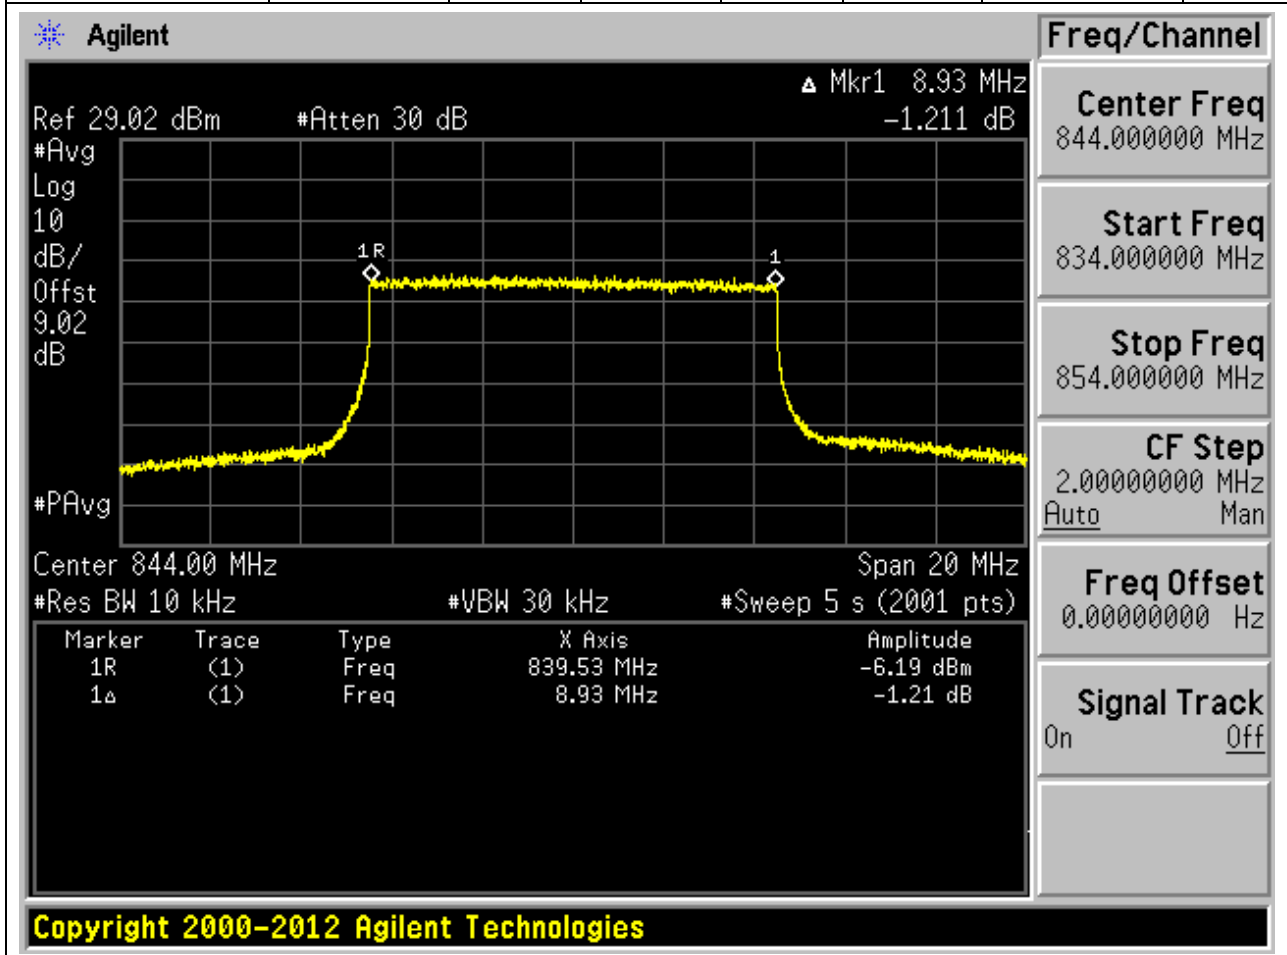 Agilent
Freq/Channel
▵ Mkr1 8.93 MHz
Ref 29.02 dBm #Atten 30 dB −1.211 dB
#Avg
Log
10
dB/
Offst
9.02
dB
#PAvg
1R
1
Center 844.00 MHz Span 20 MHz
#Res BW 10 kHz #VBW 30 kHz #Sweep 5 s (2001 pts)
Marker Trace Type X Axis Amplitude
1R (1) Freq 839.53 MHz −6.19 dBm
1▵ (1) Freq 8.93 MHz −1.21 dB
Center Freq
844.000000 MHz
Start Freq
834.000000 MHz
Stop Freq
854.000000 MHz
CF Step
2.00000000 MHz
Auto Man
Freq Offset
0.00000000 Hz
Signal Track
On Off
Copyright 2000–2012 Agilent Technologies